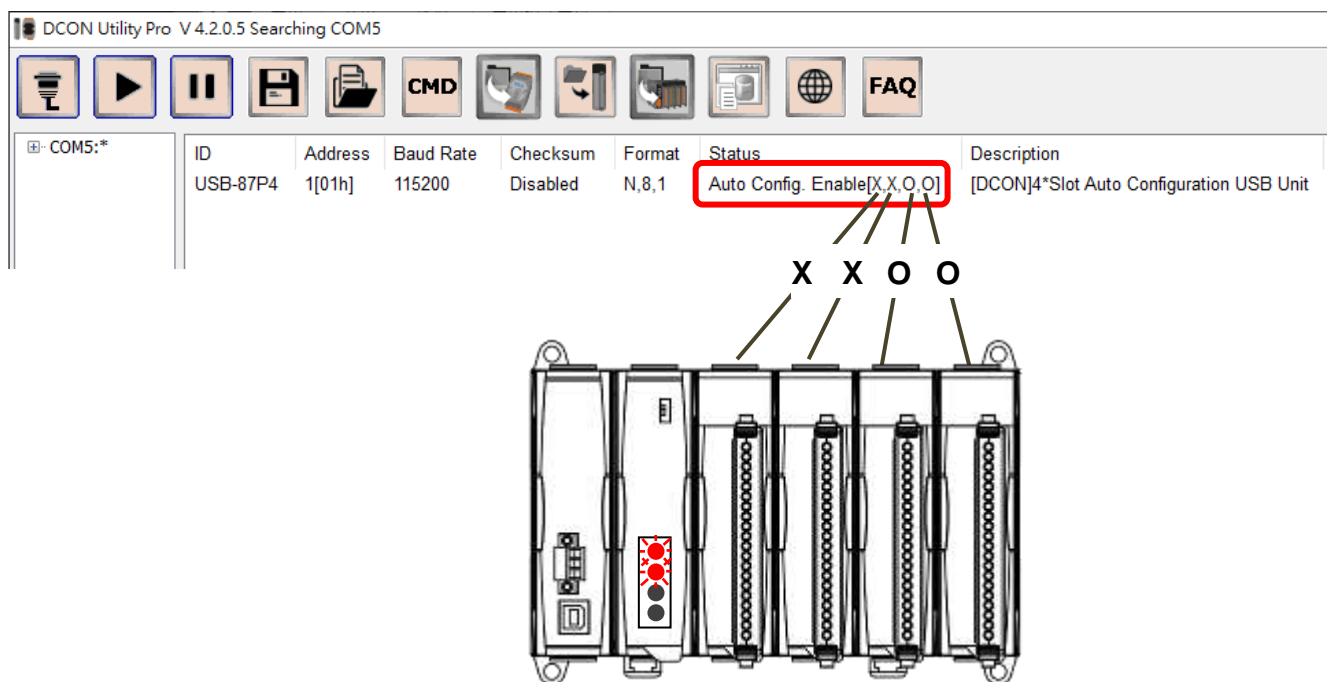 DCON Utility Pro V 4.2.0.5 Searching COM5
CMD FAQ
COM5:*
ID Address Baud Rate Checksum Format Status Description
USB-87P4 1[01h] 115200 Disabled N,8,1 Auto Config. Enable[X,X,O,O] [DCON]4*Slot Auto Configuration USB Unit
X X O O